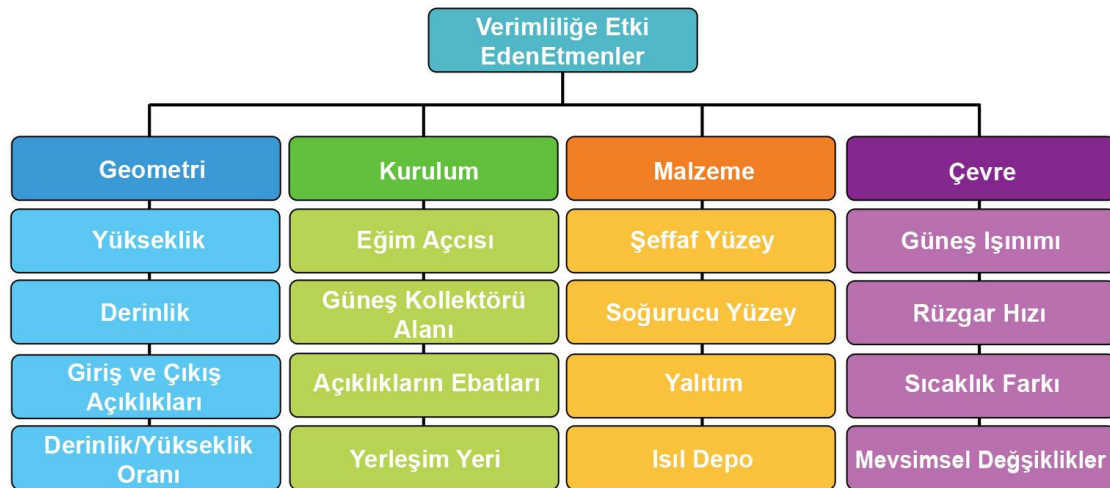 Verimliliğe Etki
EdenEtmenler
Geometri
Kurulum
Malzeme
Çevre
Yükseklik
Eğim Açcısı
Şeffaf Yüzey
Güneş Işınımı
Derinlik
Güneş Kollektörü
Alanı
Soğurucu Yüzey
Rüzgar Hızı
Giriş ve Çıkış
Açıklıkları
Açıklıkların Ebatları
Yalıtım
Sıcaklık Farkı
Derinlik/Yükseklik
Oranı
Yerleşim Yeri
Isıl Depo
Mevsimsel Değşiklikler